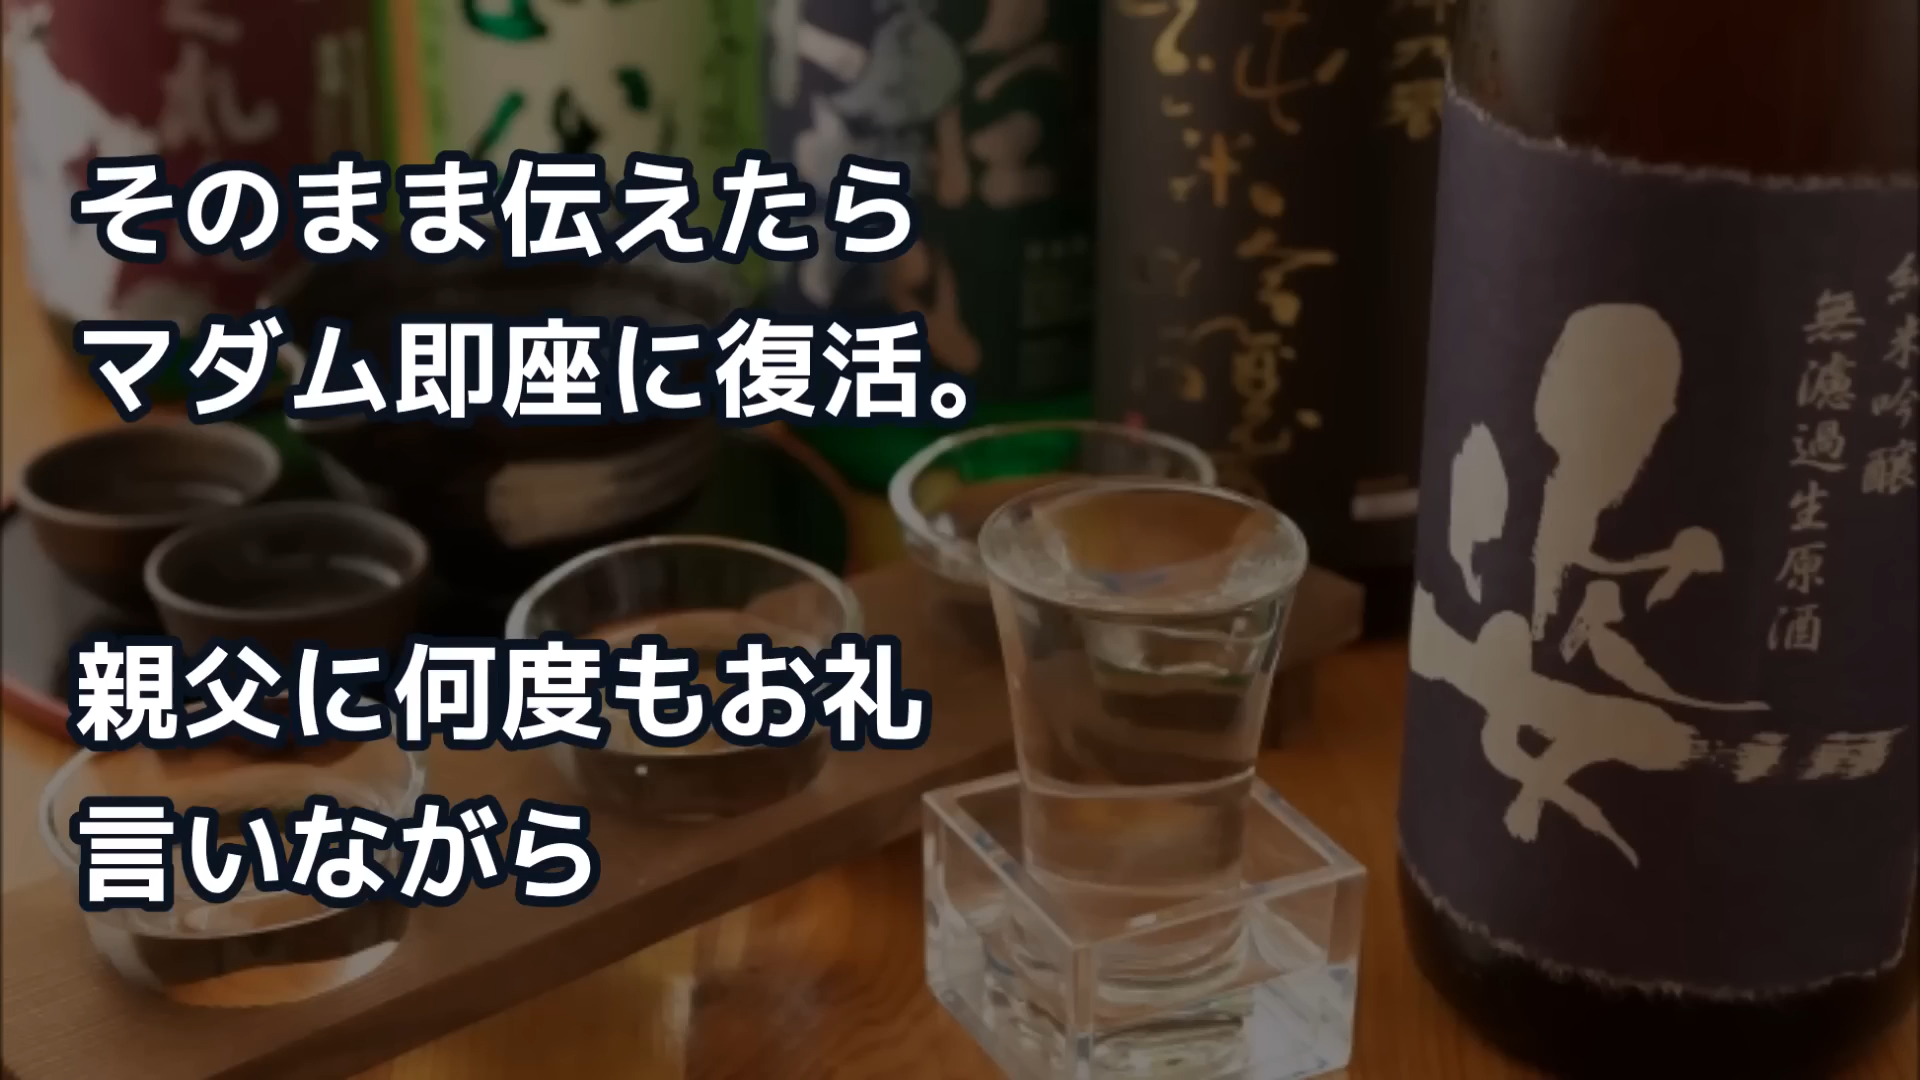 そのまま伝えたら
マダム即座に復活。
親父に何度もお礼
言いながら
姿
純米吟醸
無濾過生原酒